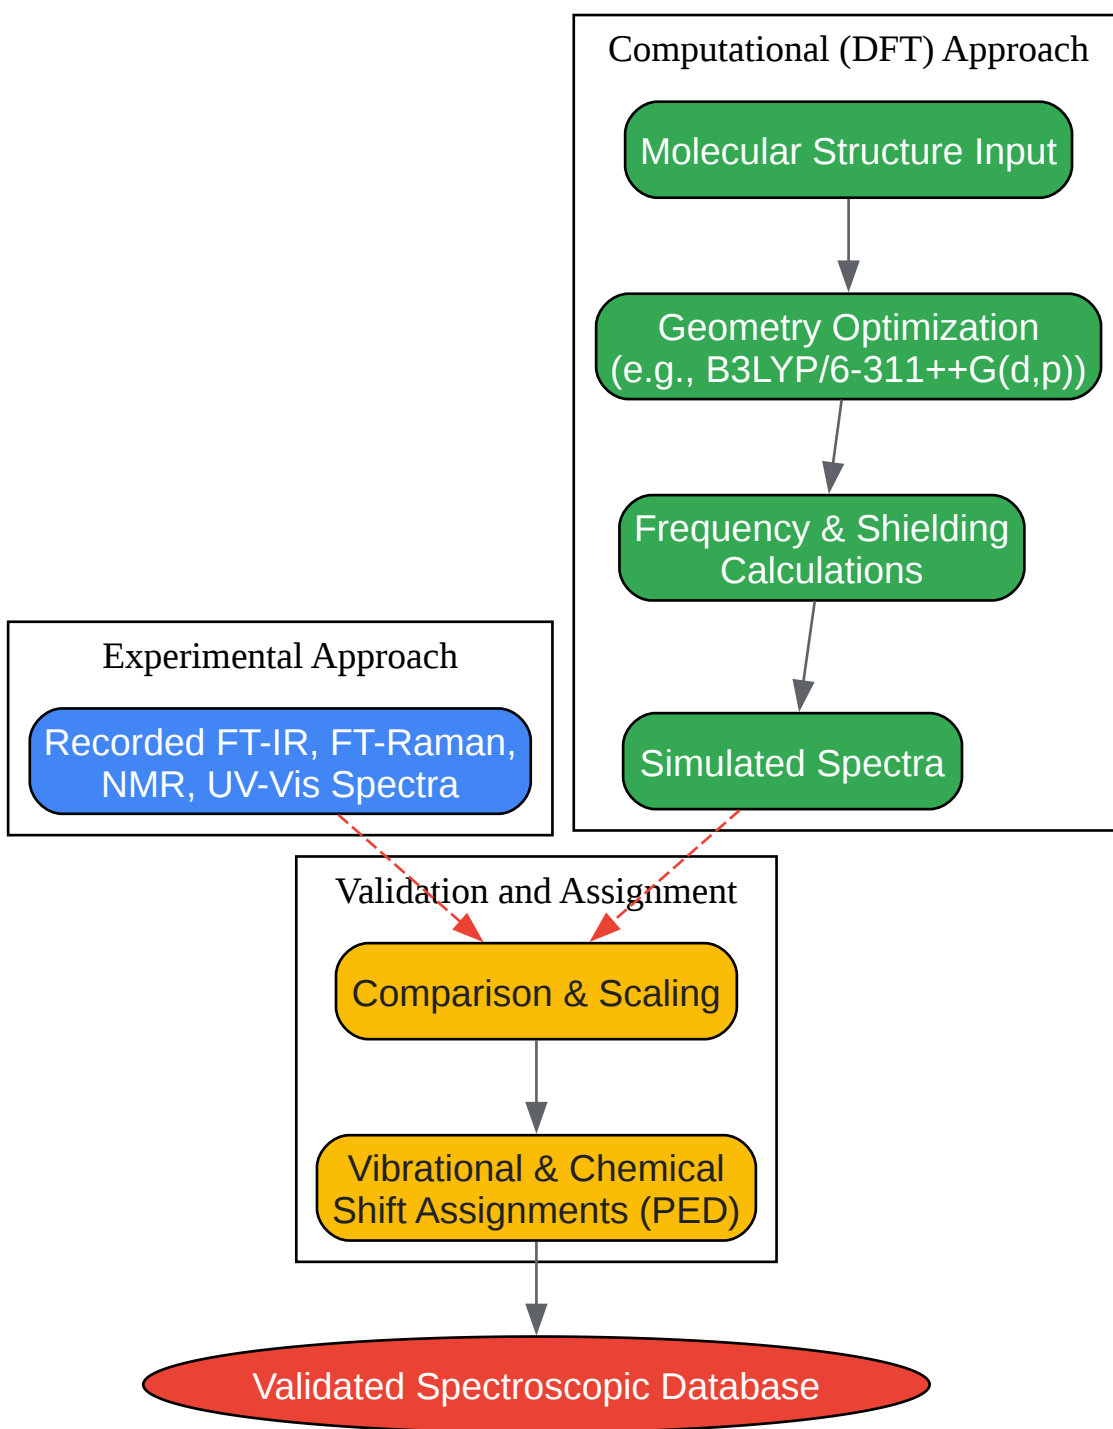 Computational (DFT) Approach
Molecular Structure Input
Geometry Optimization
(e.g., B3LYP/6-311++G(d,p))
Frequency & Shielding
Calculations
Simulated Spectra
Experimental Approach
Recorded FT-IR, FT-Raman,
NMR, UV-Vis Spectra
Validation and Assignment
Comparison & Scaling
Vibrational & Chemical
Shift Assignments (PED)
Validated Spectroscopic Database